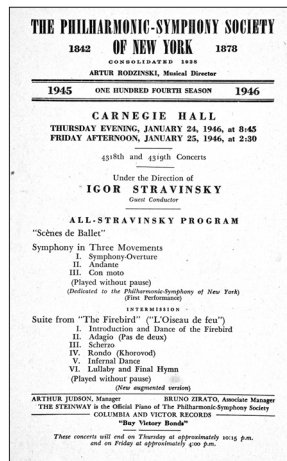 THE PHILHARMONIC-SYMPHONY SOCIETY
1842 OF NEW YORK 1878
CONSOLIDATED 1928
ARTUR RODZINSKI, Musical Director
1945 ONE HUNDRED FOURTH SEASON 1946
CARNEGIE HALL
THURSDAY EVENING, JANUARY 24, 1946, at 8:45
FRIDAY AFTERNOON, JANUARY 25, 1946, at 2:30
4318th and 4319th Concerts
Under the Direction of
IGOR STRAVINSKY
Guest Conductor
ALL-STRAVINSKY PROGRAM
"Scènes de Ballet"
Symphony in Three Movements
I. Symphony-Overture
II. Andante
III. Con moto
(Played without pause)
(Dedicated to the Philharmonic-Symphony of New York)
(First Performance)
INTERMISSION
Suite from "The Firebird" ("L'Oiseau de feu")
I. Introduction and Dance of the Firebird
II. Adagio (Pas de deux)
III. Scherzo
IV. Rondo (Khorovod)
V. Infernal Dance
VI. Lullaby and Final Hymn
(Played without pause)
(New augmented version)
ARTHUR JUDSON, Manager BRUNO ZIRATO, Associate Manager
THE STEINWAY is the Official Piano of The Philharmonic-Symphony Society
COLUMBIA AND VICTOR RECORDS
"Buy Victory Bonds"
These concerts will end on Thursday at approximately 10:15 p.m.
and on Friday at approximately 4:00 p.m.